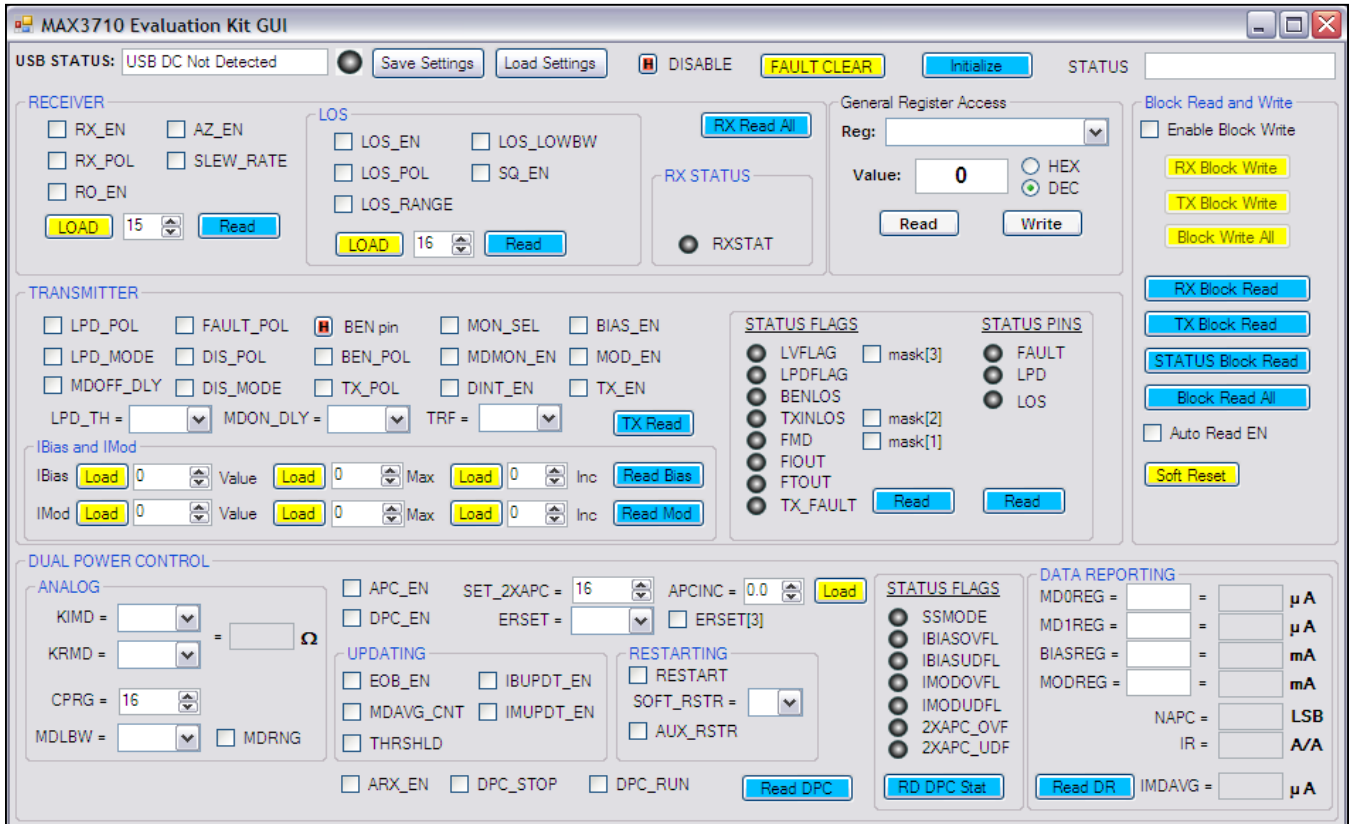 MAX3710 Evaluation Kit GUI
USB STATUS: USB DC Not Detected Save Settings Load Settings H DISABLE FAULT CLEAR Initialize STATUS
RECEIVER
RX_EN AZ_EN
RX_POL SLEW_RATE
RO_EN
LOAD 15 Read
LOS
LOS_EN LOS_LOWBW
LOS_POL SQ_EN
LOS_RANGE
LOAD 16 Read
RX Read All
RX STATUS
RXSTAT
General Register Access
Reg:
Value: 0 HEX
DEC
Read Write
Block Read and Write
Enable Block Write
RX Block Write
TX Block Write
Block Write All
RX Block Read
TX Block Read
STATUS Block Read
Block Read All
Auto Read EN
Soft Reset
TRANSMITTER
LPD_POL FAULT_POL H BEN pin MON_SEL BIAS_EN
LPD_MODE DIS_POL BEN_POL MDMON_EN MOD_EN
MDOFF_DLY DIS_MODE TX_POL DINT_EN TX_EN
LPD_TH = MDON_DLY = TRF = TX Read
IBias and IMod
IBias Load 0 Value Load 0 Max Load 0 Inc Read Bias
IMod Load 0 Value Load 0 Max Load 0 Inc Read Mod
STATUS FLAGS STATUS PINS
LVFLAG mask[3] FAULT
LPDFLAG LPD
BENLOS LOS
TXINLOS mask[2]
FMD mask[1]
FIOUT
FTOUT
TX_FAULT Read Read
DUAL POWER CONTROL
ANALOG
KIMD =
= Ω
KRMD =
CPRG = 16
MDLBW = MDRNG
APC_EN SET_2XAPC = 16 APCINC = 0.0 Load
DPC_EN ERSET = ERSET[3]
UPDATING
EOB_EN IBUPDT_EN
MDAVG_CNT IMUPDT_EN
THRSHLD
RESTARTING
RESTART
SOFT_RSTR =
AUX_RSTR
ARX_EN DPC_STOP DPC_RUN Read DPC
STATUS FLAGS
SSMODE
IBIASOVFL
IBIASUDFL
IMODOVFL
IMODUDFL
2XAPC_OVF
2XAPC_UDF
RD DPC Stat
DATA REPORTING
MD0REG = = µA
MD1REG = = µA
BIASREG = = mA
MODREG = = mA
NAPC = LSB
IR = A/A
Read DR IMDAVG = µA